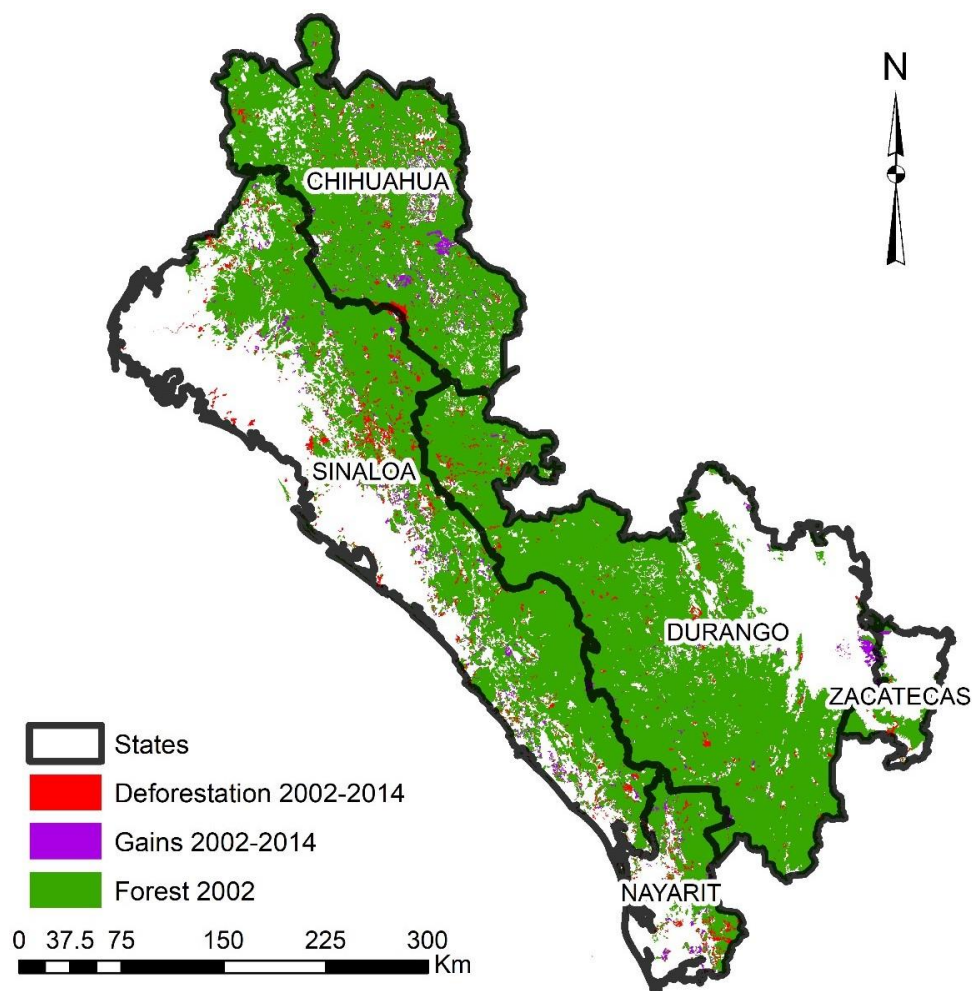 N
CHIHUAHUA
SINALOA
DURANGO
ZACATECAS
NAYARIT
States
Deforestation 2002-2014
Gains 2002-2014
Forest 2002
0 37.5 75 150 225 300
Km